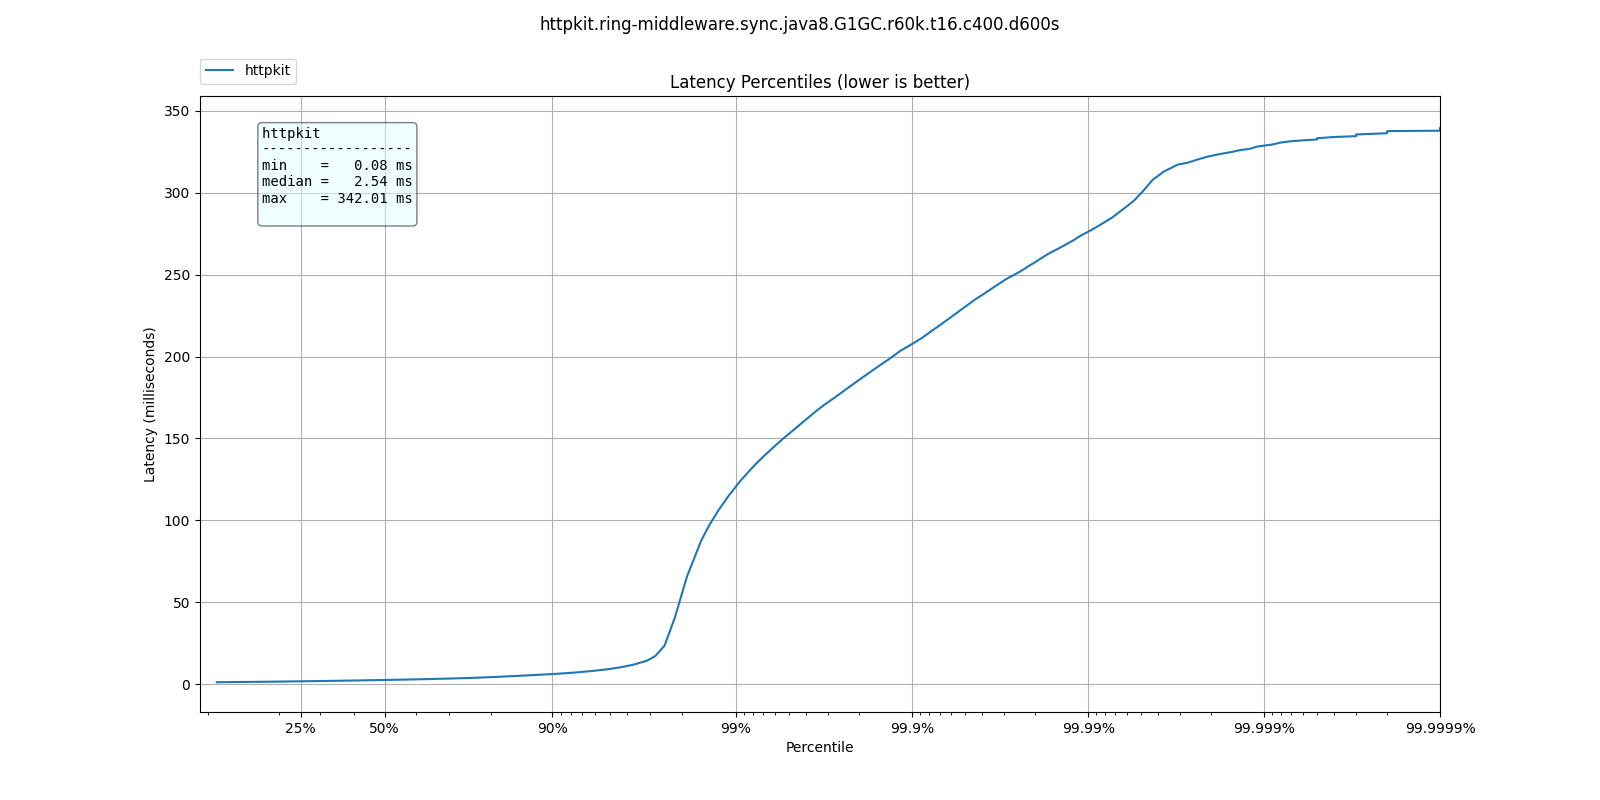 httpkit.ring-middleware.sync.java8.G1GC.r60k.t16.c400.d600s
httpkit
Latency Percentiles (lower is better)
350
300
250
200
150
100
50
0
Latency (milliseconds)
httpkit
------------------
min    =   0.08 ms
median =   2.54 ms
max    = 342.01 ms
25% 50% 90% 99% 99.9% 99.99% 99.999% 99.9999%
Percentile